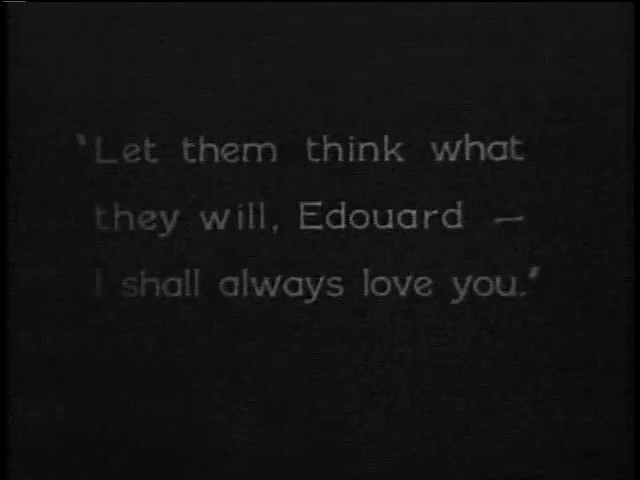 "Let them think what
they will, Edouard —
I shall always love you."